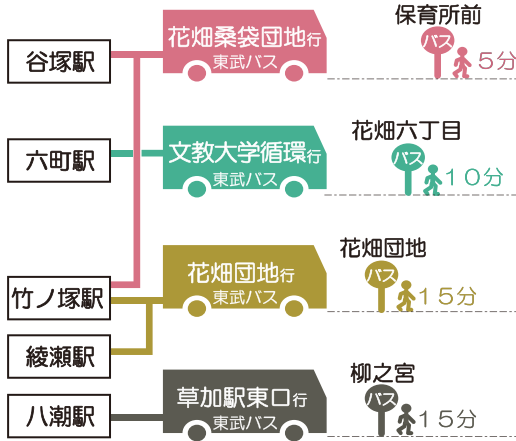 谷塚駅
花畑桑袋団地行
東武バス
保育所前
バス
5分
六町駅
文教大学循環行
東武バス
花畑六丁目
バス
10分
竹ノ塚駅
綾瀬駅
花畑団地行
東武バス
花畑団地
バス
15分
八潮駅
草加駅東口行
東武バス
柳之宮
バス
15分